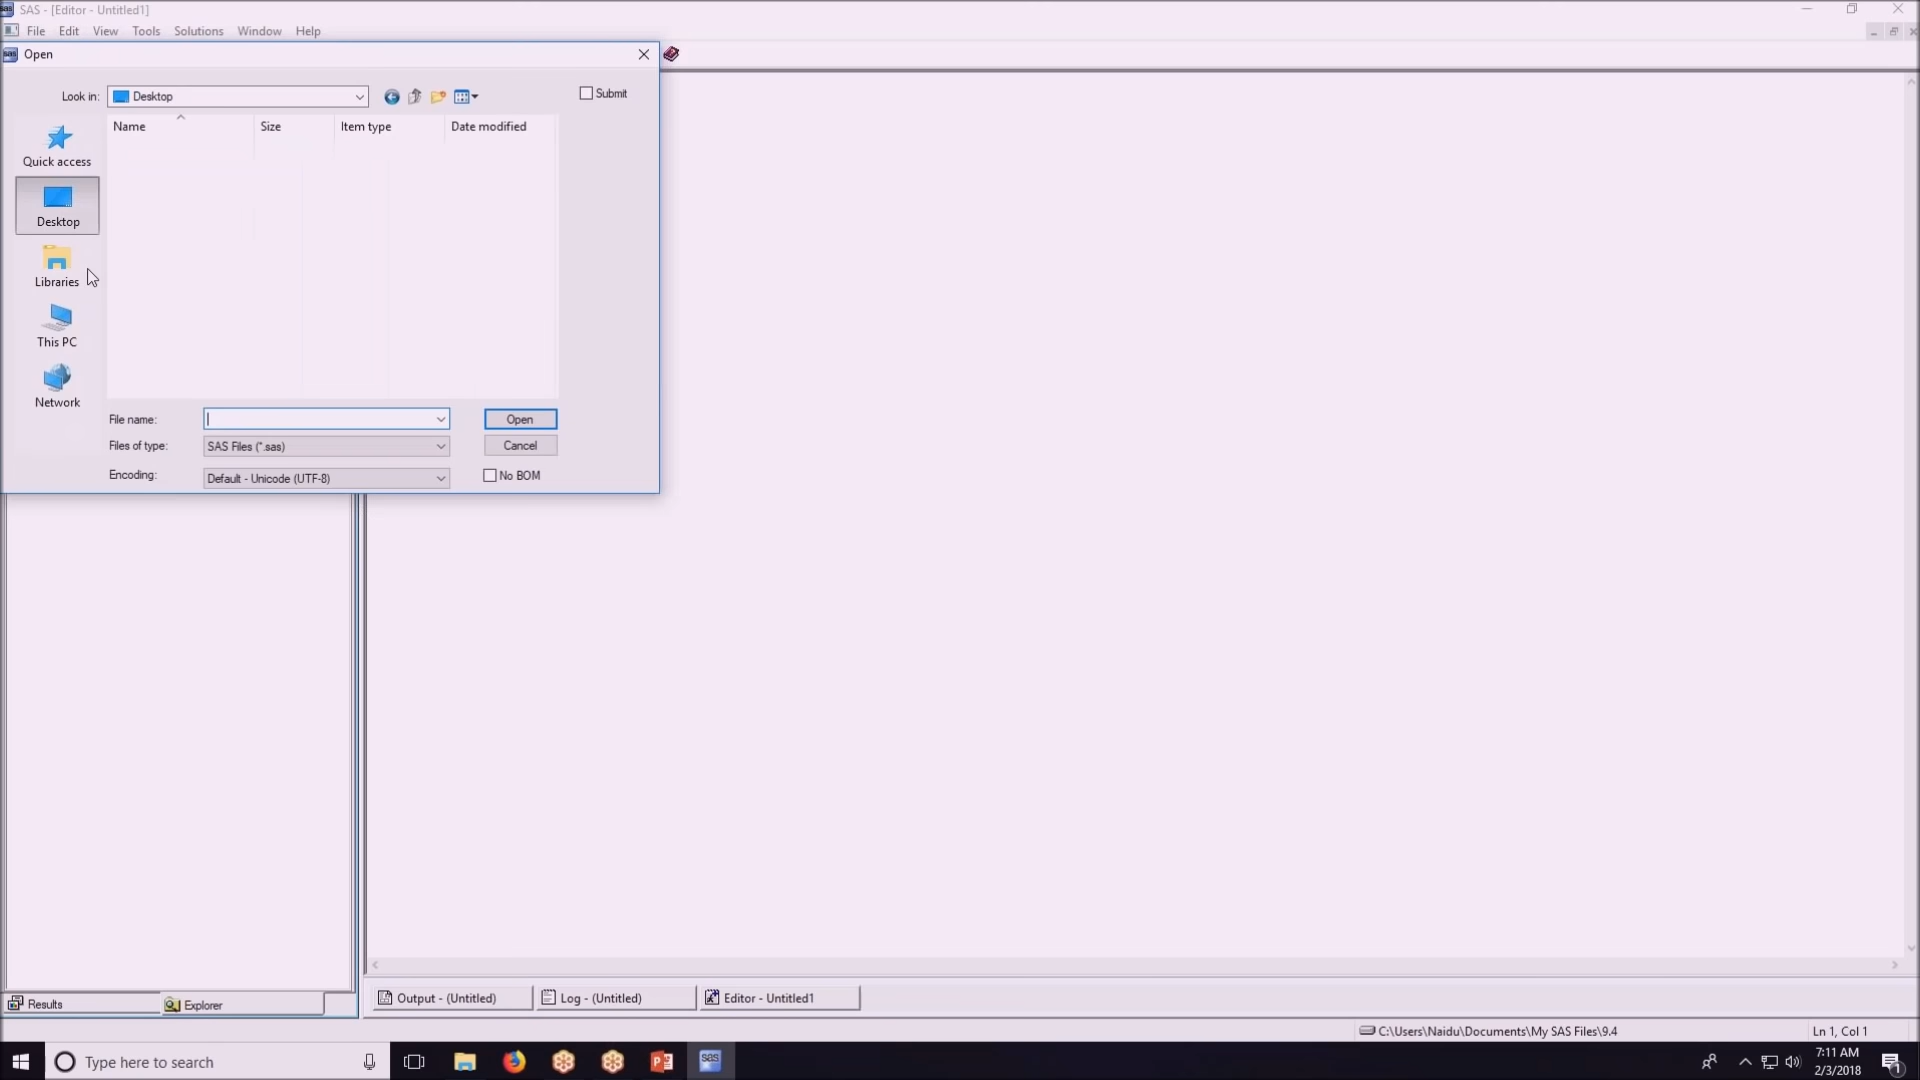 SAS - [Editor - Untitled1]
File Edit View Tools Solutions Window Help
Open
Look in: Desktop
Submit
Name Size Item type Date modified
Quick access
Desktop
Libraries
This PC
Network
File name: Open
Files of type: SAS Files (*.sas) Cancel
Encoding: Default - Unicode (UTF-8) No BOM
Results Explorer
Output - (Untitled) Log - (Untitled) Editor - Untitled1
C:\Users\Naidu\Documents\My SAS Files\9.4 Ln 1, Col 1
Type here to search
7:11 AM
2/3/2018
1